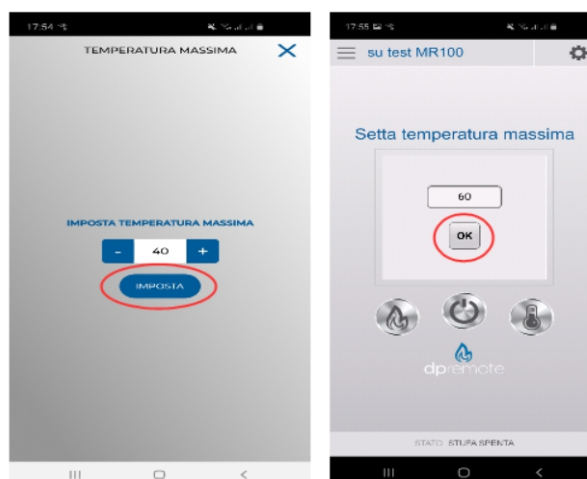 17:54
TEMPERATURA MASSIMA
IMPOSTA TEMPERATURA MASSIMA
- 40 +
IMPOSTA
17:55
su test MR100
Setta temperatura massima
60
OK
dpremote
STATO STUFA SPENTA